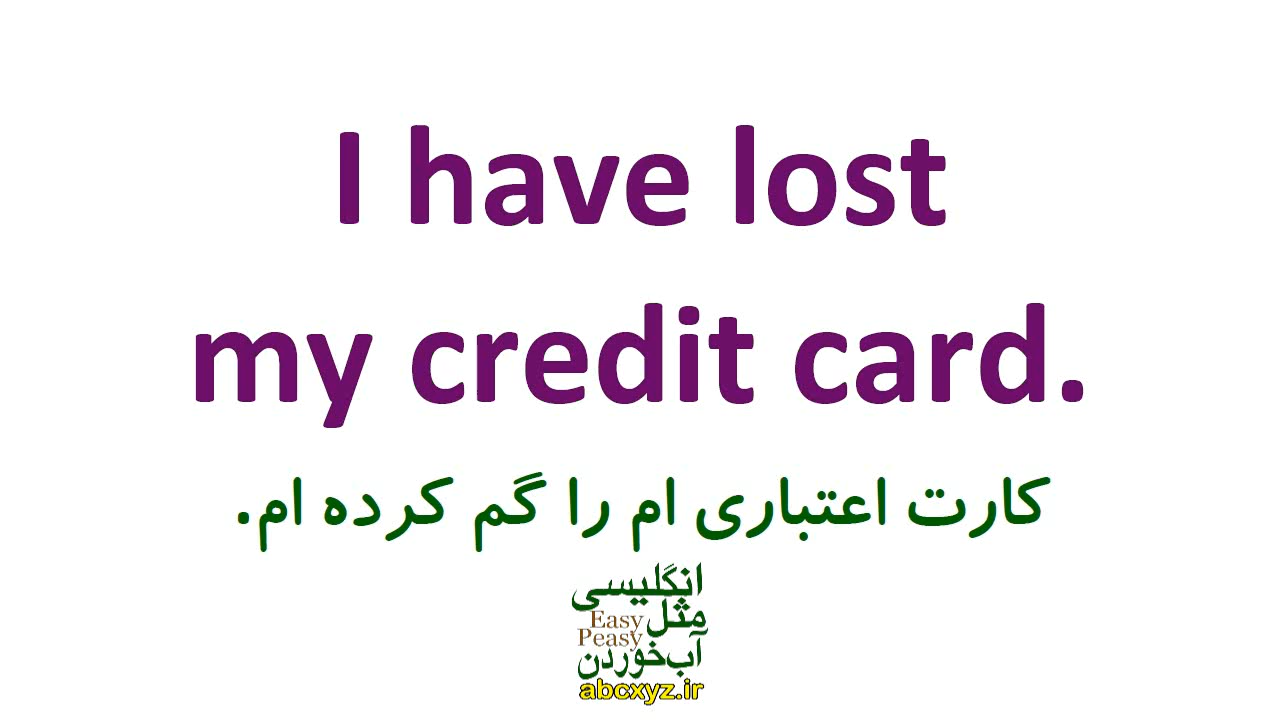 I have lost
my credit card.
کارت اعتباری ام را گم کرده ام.
انگلیسی
مثل
Easy
Peasy
آب خوردن
abcxyz.ir